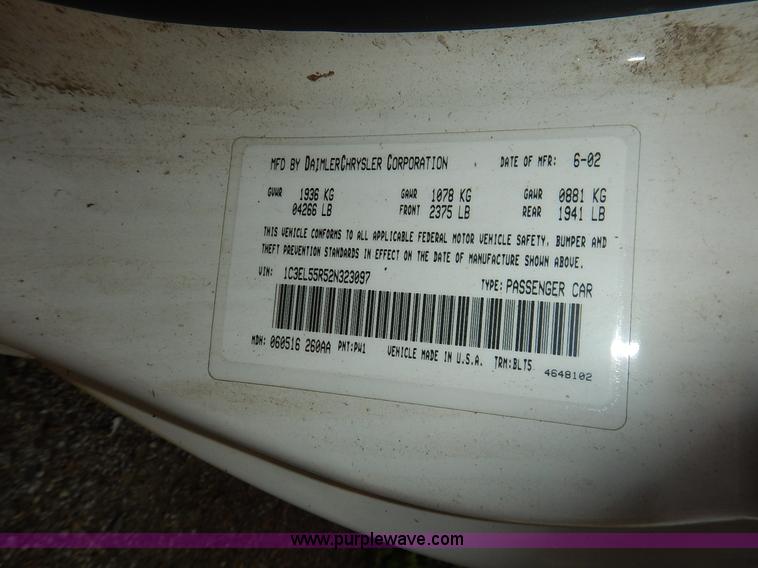 MFD BY DAIMLERCHRYSLER CORPORATION DATE OF MFR: 6-02
GVWR 1936 KG GAWR 1078 KG GAWR 0881 KG
04266 LB FRONT 2375 LB REAR 1941 LB
THIS VEHICLE CONFORMS TO ALL APPLICABLE FEDERAL MOTOR VEHICLE SAFETY, BUMPER AND
THEFT PREVENTION STANDARDS IN EFFECT ON THE DATE OF MANUFACTURE SHOWN ABOVE.
VIN: 1C3EL55R52N323097 TYPE: PASSENGER CAR
MDH: 060516 260AA PNT:PW1 VEHICLE MADE IN U.S.A. TRM:BLT5
4648102
www.purplewave.com